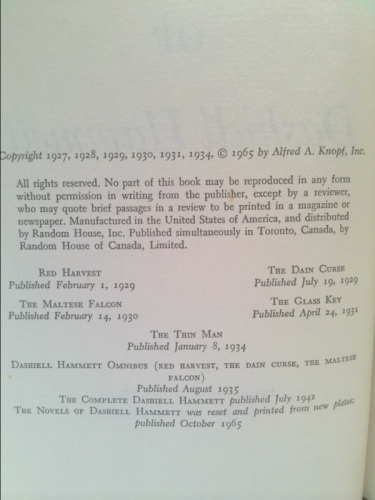 Copyright 1927, 1928, 1929, 1930, 1931, 1934, © 1965 by Alfred A. Knopf, Inc.
All rights reserved. No part of this book may be reproduced in any form
without permission in writing from the publisher, except by a reviewer,
who may quote brief passages in a review to be printed in a magazine or
newspaper. Manufactured in the United States of America, and distributed
by Random House, Inc. Published simultaneously in Toronto, Canada, by
Random House of Canada, Limited.
RED HARVEST
Published February 1, 1929
THE DAIN CURSE
Published July 19, 1929
THE MALTESE FALCON
Published February 14, 1930
THE GLASS KEY
Published April 24, 1931
THE THIN MAN
Published January 8, 1934
DASHIELL HAMMETT OMNIBUS (RED HARVEST, THE DAIN CURSE, THE MALTESE
FALCON)
Published August 1935
THE COMPLETE DASHIELL HAMMETT published July 1942
THE NOVELS OF DASHIELL HAMMETT was reset and printed from new plates,
published October 1965